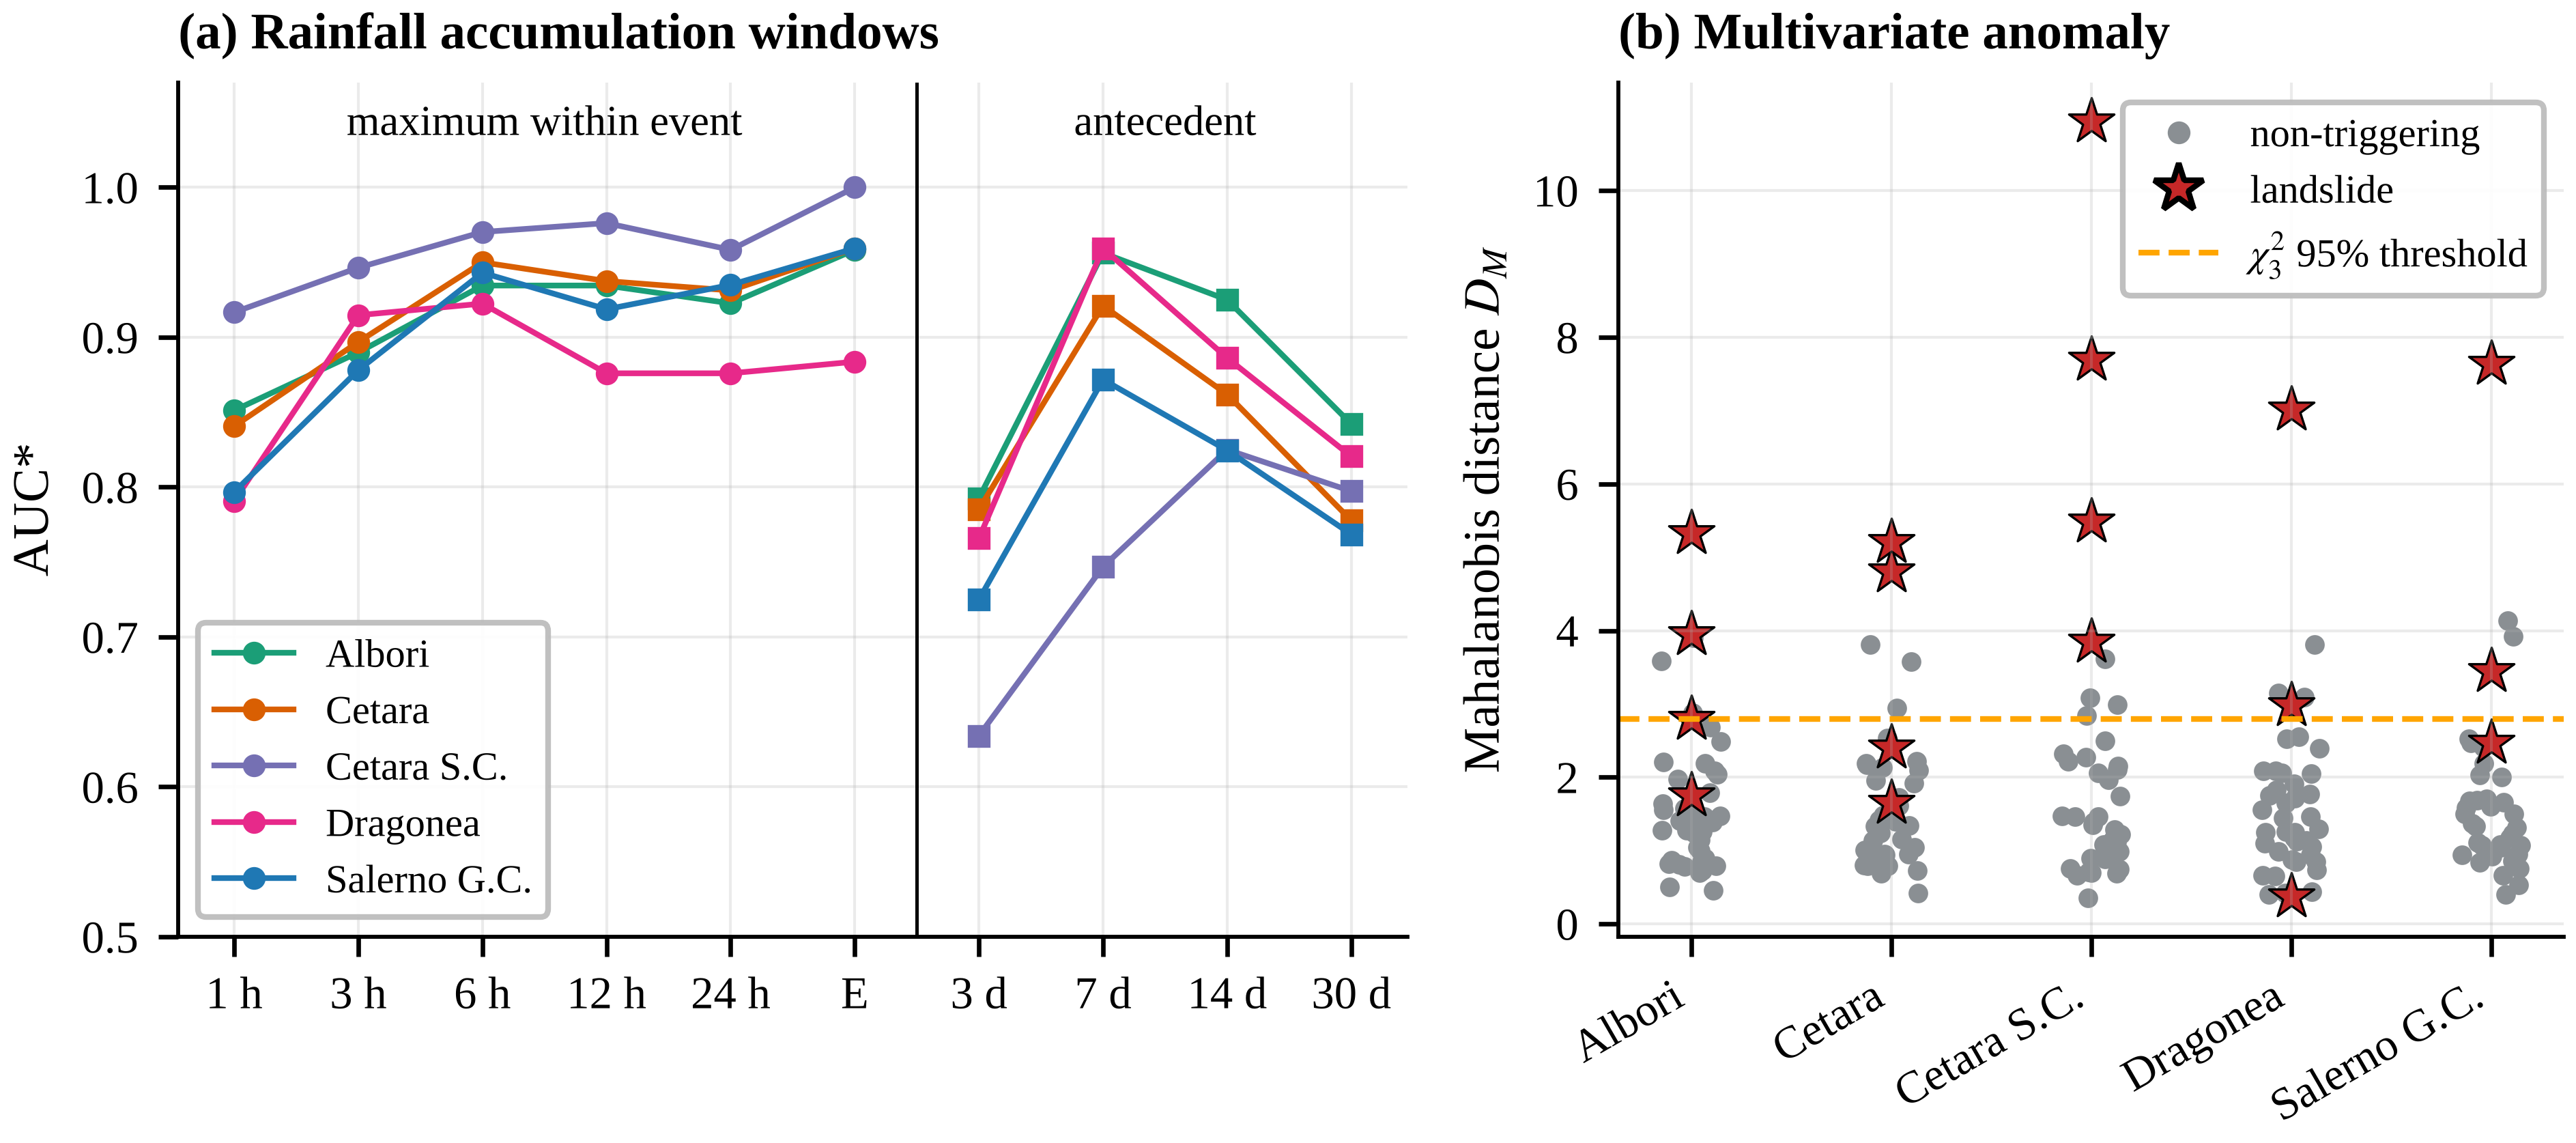 (a) Rainfall accumulation windows
maximum within event
antecedent
AUC*
1.0
0.9
0.8
0.7
0.6
0.5
Albori
Cetara
Cetara S.C.
Dragonea
Salerno G.C.
1 h
3 h
6 h
12 h
24 h
E
3 d
7 d
14 d
30 d
(b) Multivariate anomaly
Mahalanobis distance D_M
10
8
6
4
2
0
non-triggering
landslide
χ²₃ 95% threshold
Albori
Cetara
Cetara S.C.
Dragonea
Salerno G.C.